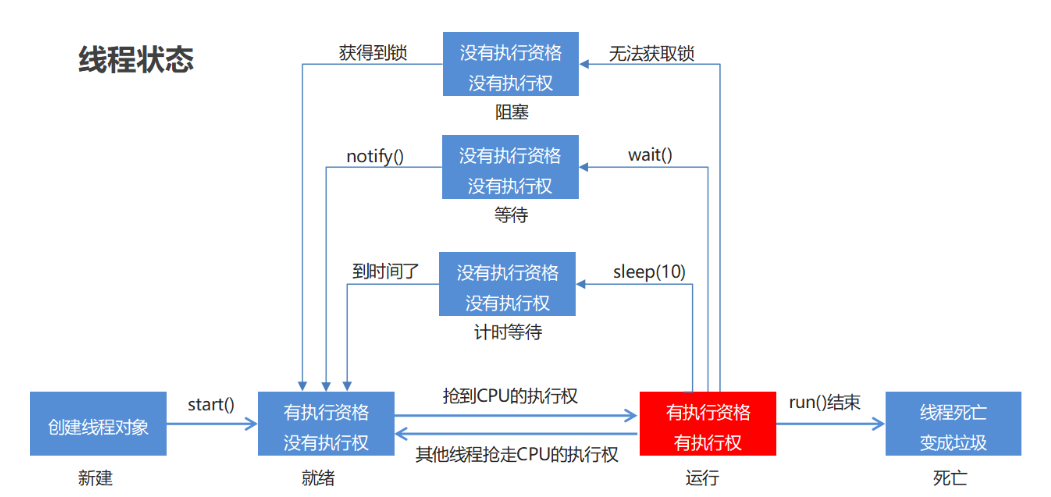 线程状态
获得到锁
没有执行资格
没有执行权
无法获取锁
阻塞
notify()
没有执行资格
没有执行权
wait()
等待
到时间了
没有执行资格
没有执行权
sleep(10)
计时等待
创建线程对象
新建
start()
有执行资格
没有执行权
就绪
抢到CPU的执行权
其他线程抢走CPU的执行权
有执行资格
有执行权
运行
run()结束
线程死亡
变成垃圾
死亡